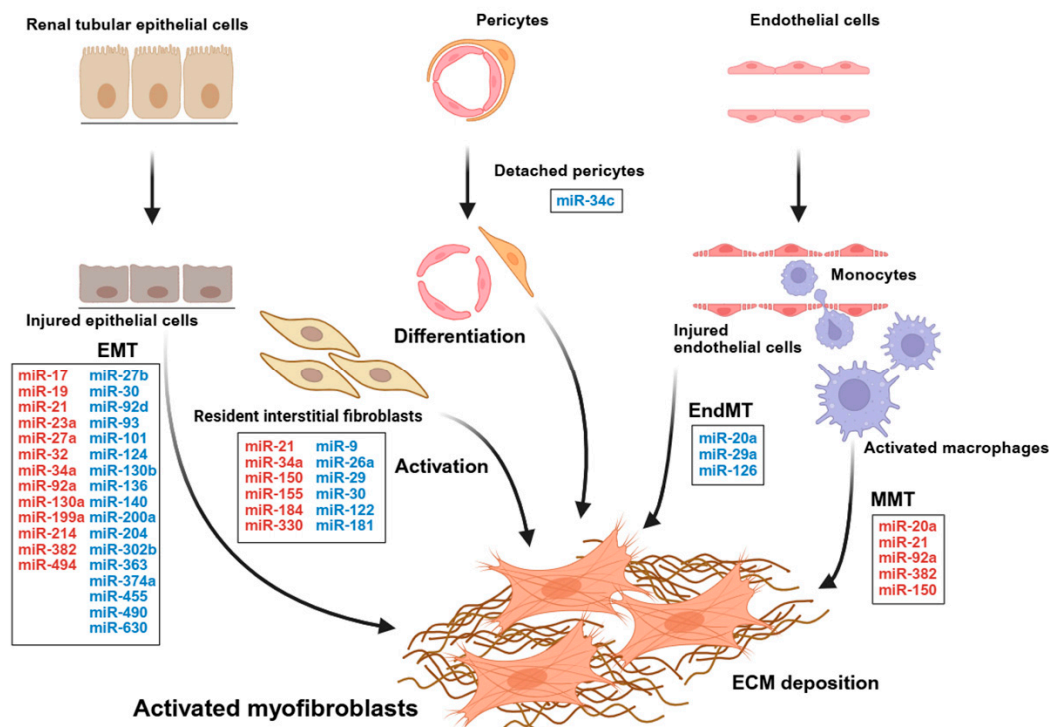 Renal tubular epithelial cells
Pericytes
Endothelial cells
Detached pericytes
miR-34c
Monocytes
Injured epithelial cells
Differentiation
Injured
endothelial cells
EMT
miR-17
miR-19
miR-21
miR-23a
miR-27a
miR-32
miR-34a
miR-92a
miR-130a
miR-199a
miR-214
miR-382
miR-494
miR-27b
miR-30
miR-92d
miR-93
miR-101
miR-124
miR-130b
miR-136
miR-140
miR-200a
miR-204
miR-302b
miR-363
miR-374a
miR-455
miR-490
miR-630
Resident interstitial fibroblasts
miR-21
miR-34a
miR-150
miR-155
miR-184
miR-330
miR-9
miR-26a
miR-29
miR-30
miR-122
miR-181
Activation
EndMT
miR-20a
miR-29a
miR-126
Activated macrophages
MMT
miR-20a
miR-21
miR-92a
miR-382
miR-150
ECM deposition
Activated myofibroblasts